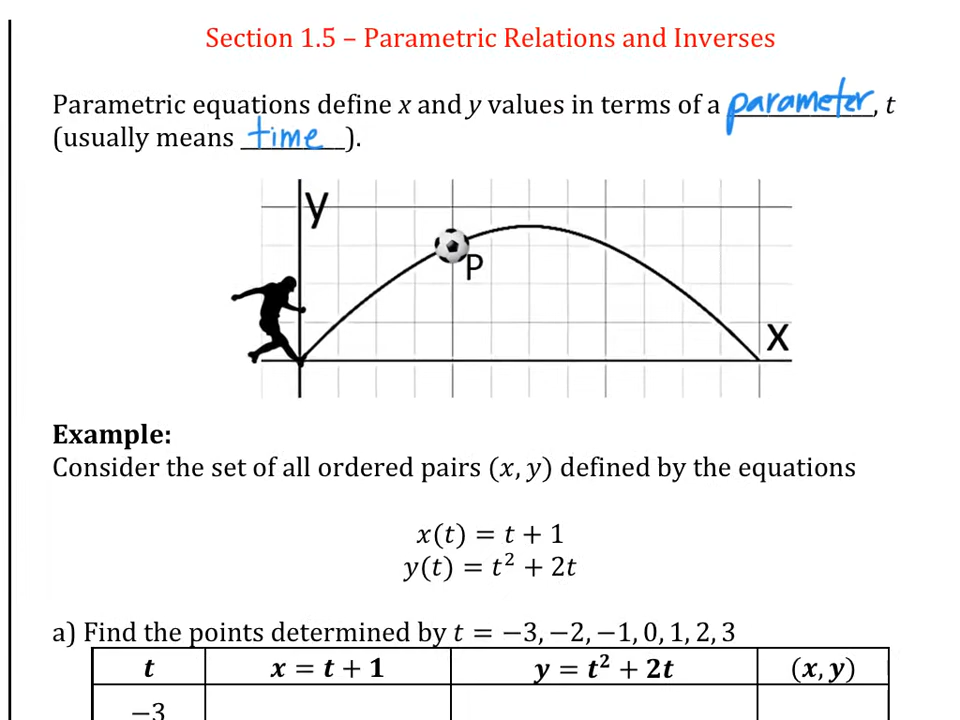 Section 1.5 – Parametric Relations and Inverses
Parametric equations define x and y values in terms of a parameter, t
(usually means time).
y
P
X
Example:
Consider the set of all ordered pairs (x, y) defined by the equations
x(t) = t + 1
y(t) = t² + 2t
a) Find the points determined by t = −3, −2, −1, 0, 1, 2, 3
t x = t + 1 y = t² + 2t (x, y)
−3